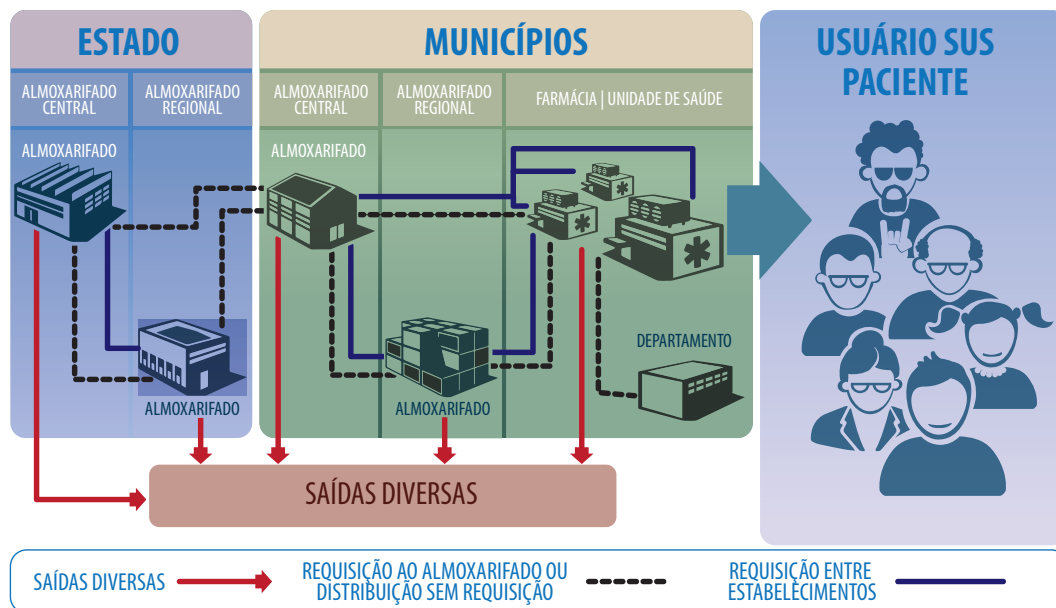 ESTADO
MUNICÍPIOS
USUÁRIO SUS
PACIENTE
ALMOXARIFADO
CENTRAL
ALMOXARIFADO
REGIONAL
ALMOXARIFADO
CENTRAL
ALMOXARIFADO
REGIONAL
FARMÁCIA | UNIDADE DE SAÚDE
ALMOXARIFADO
ALMOXARIFADO
DEPARTAMENTO
ALMOXARIFADO
ALMOXARIFADO
SAÍDAS DIVERSAS
SAÍDAS DIVERSAS
REQUISIÇÃO AO ALMOXARIFADO OU
DISTRIBUIÇÃO SEM REQUISIÇÃO
REQUISIÇÃO ENTRE
ESTABELECIMENTOS